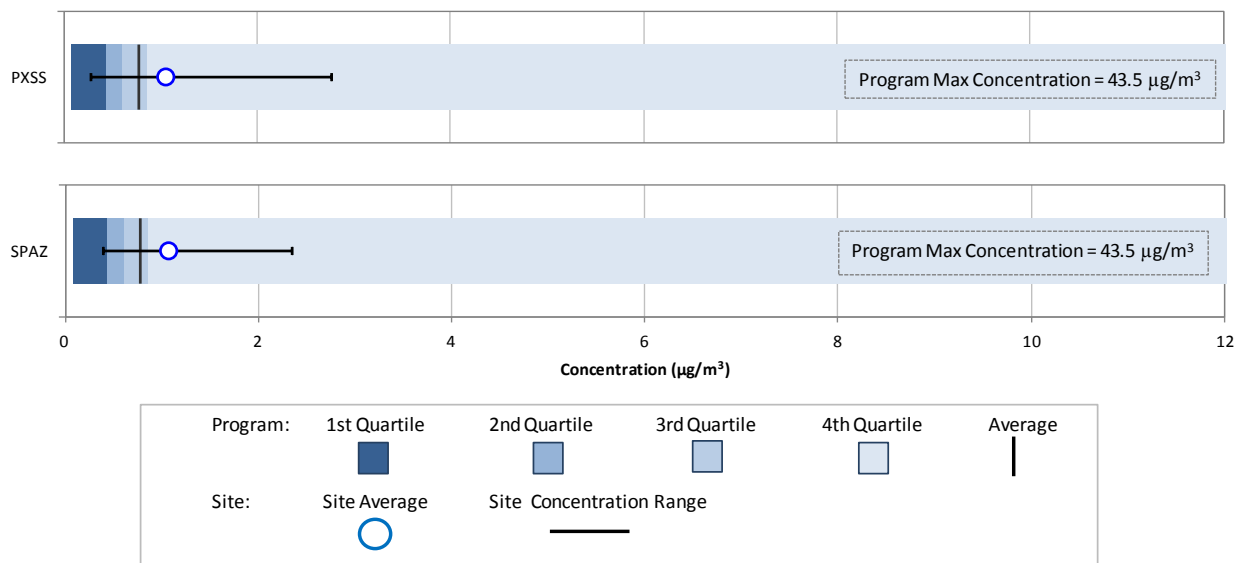 PXSS
Program Max Concentration = 43.5 µg/m³
SPAZ
Program Max Concentration = 43.5 µg/m³
0 2 4 6 8 10 12
Concentration (µg/m³)
Program: 1st Quartile 2nd Quartile 3rd Quartile 4th Quartile Average
Site: Site Average Site Concentration Range